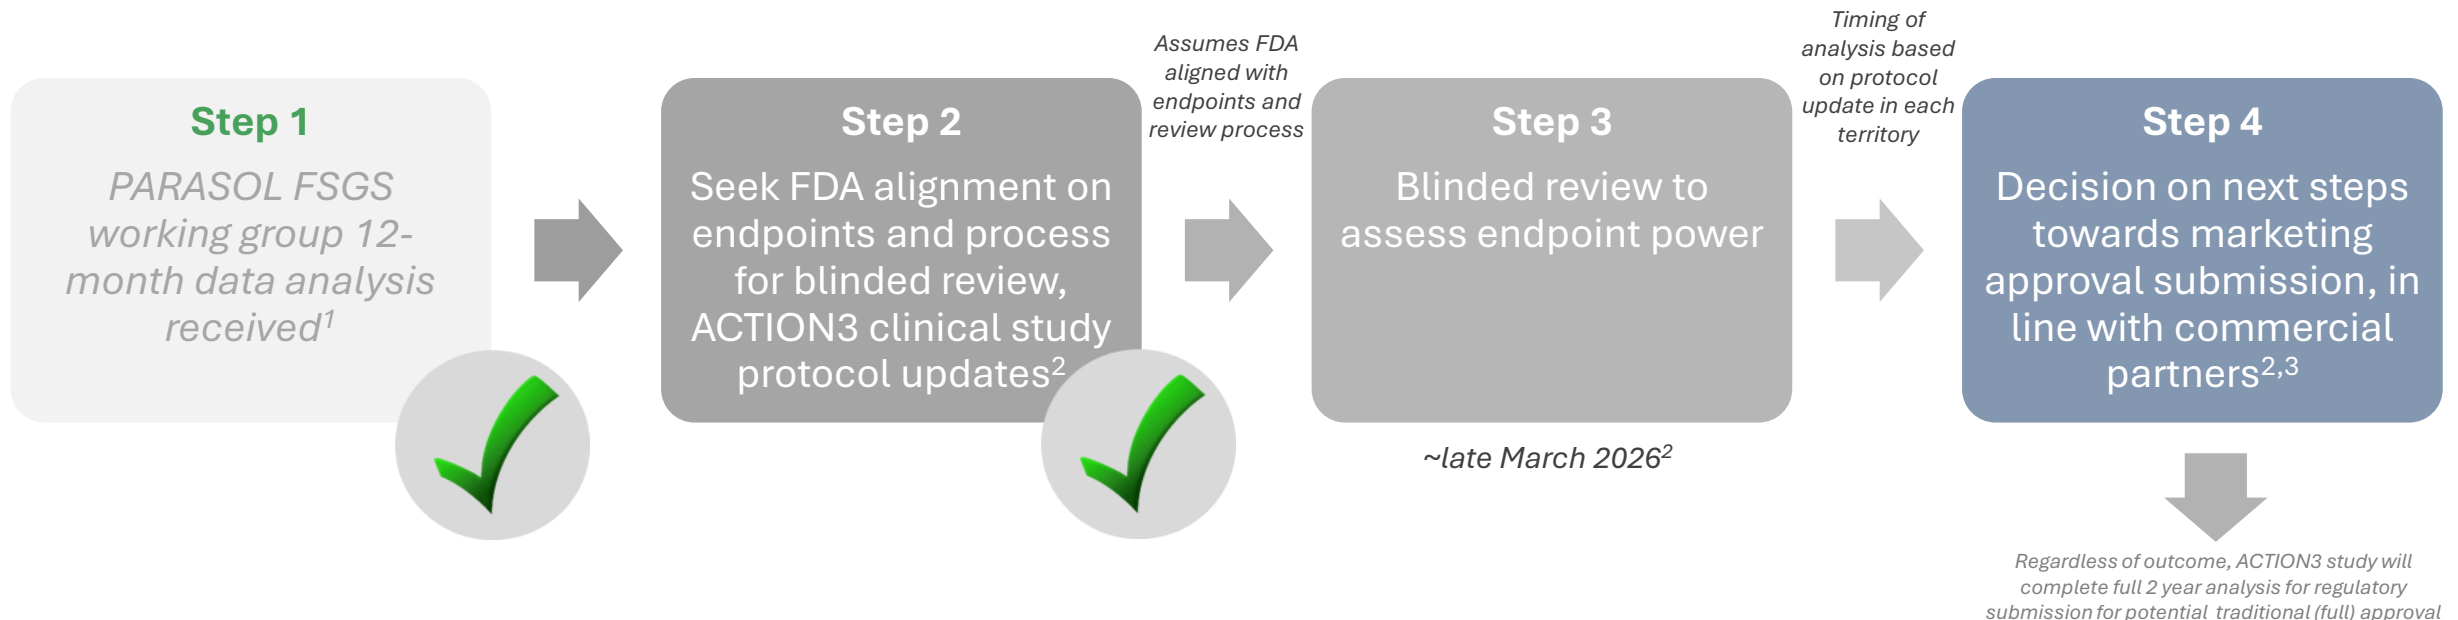 Step 1
PARASOL FSGS
working group 12-
month data analysis
received1
Step 2
Seek FDA alignment on
endpoints and process
for blinded review,
ACTION3 clinical study
protocol updates2
Assumes FDA
aligned with
endpoints and
review process
Step 3
Blinded review to
assess endpoint power
~late March 20262
Timing of
analysis based
on protocol
update in each
territory
Step 4
Decision on next steps
towards marketing
approval submission, in
line with commercial
partners2,3
Regardless of outcome, ACTION3 study will
complete full 2 year analysis for regulatory
submission for potential traditional (full) approval